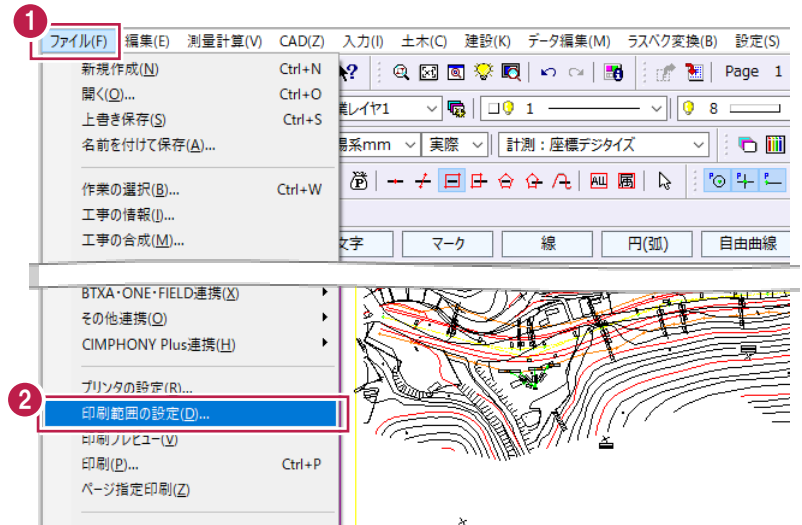 1
ファイル(F) 編集(E) 測量計算(V) CAD(Z) 入力(I) 土木(C) 建設(K) データ編集(M) ラスベク変換(B) 設定(S)
新規作成(N) Ctrl+N
開く(O)... Ctrl+O
上書き保存(S) Ctrl+S
名前を付けて保存(A)...
作業の選択(B)... Ctrl+W
工事の情報(I)...
工事の合成(M)...
Page 1
業レイヤ1 1 8
場系mm 実際 計測：座標デジタイズ
ALL 属
文字 マーク 線 円(弧) 自由曲線
BTXA・ONE・FIELD連携(X)
その他連携(O)
CIMPHONY Plus連携(H)
プリンタの設定(R)...
2
印刷範囲の設定(D)...
印刷プレビュー(V)
印刷(P)... Ctrl+P
ページ指定印刷(Z)